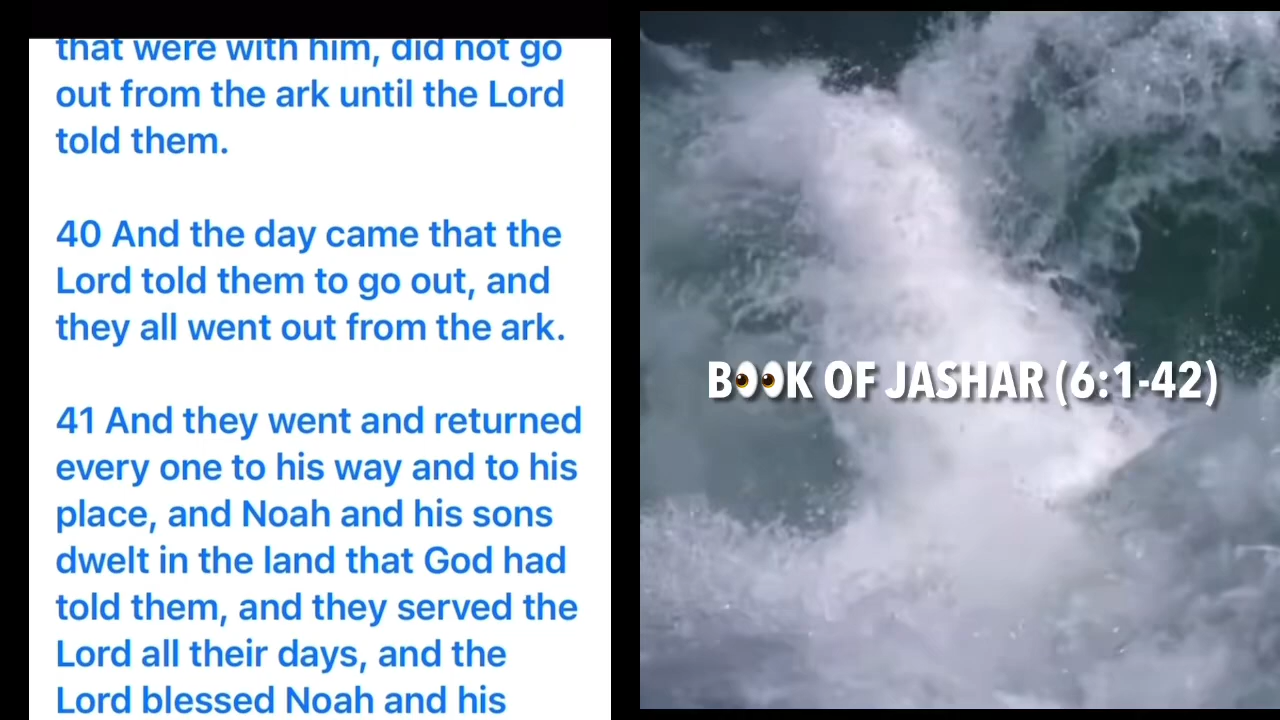 that were with him, did not go
out from the ark until the Lord
told them.
40 And the day came that the
Lord told them to go out, and
they all went out from the ark.
41 And they went and returned
every one to his way and to his
place, and Noah and his sons
dwelt in the land that God had
told them, and they served the
Lord all their days, and the
Lord blessed Noah and his
B👀K OF JASHAR (6:1-42)